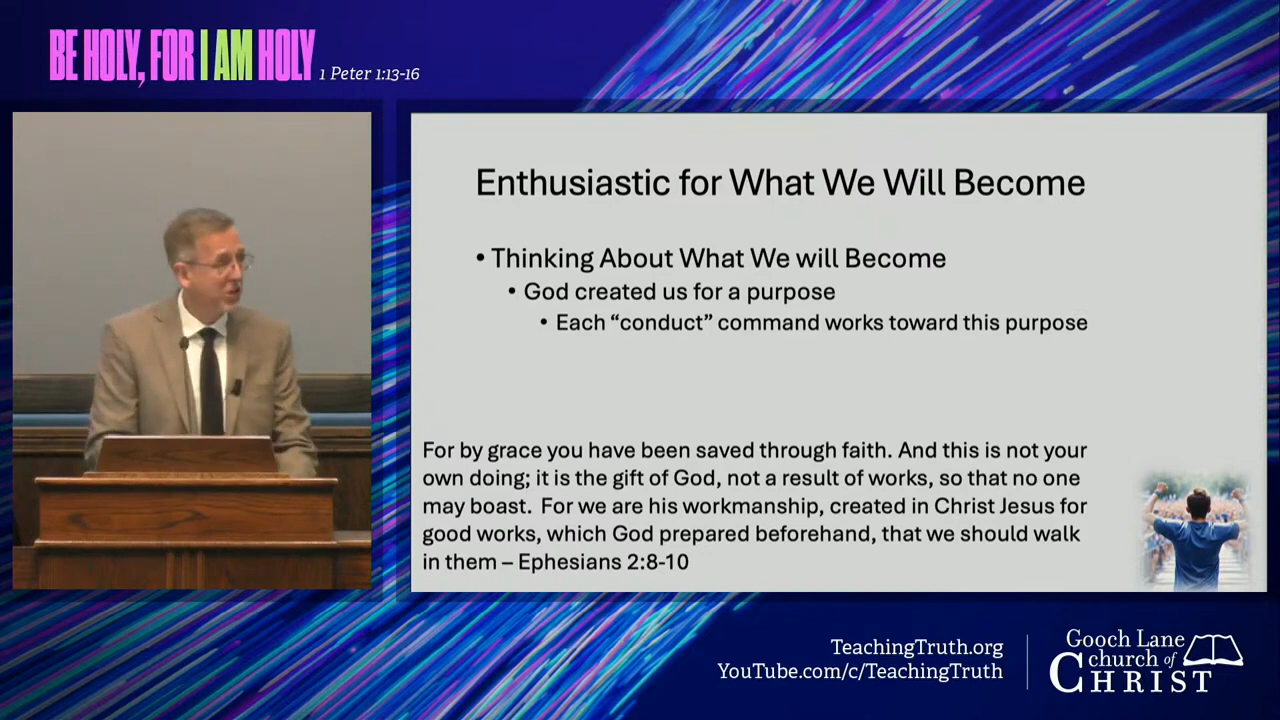 BE HOLY, FOR I AM HOLY 1 Peter 1:13-16
Enthusiastic for What We Will Become
• Thinking About What We will Become
• God created us for a purpose
• Each “conduct” command works toward this purpose
For by grace you have been saved through faith. And this is not your
own doing; it is the gift of God, not a result of works, so that no one
may boast. For we are his workmanship, created in Christ Jesus for
good works, which God prepared beforehand, that we should walk
in them – Ephesians 2:8-10
TeachingTruth.org
YouTube.com/c/TeachingTruth
Gooch Lane
church of
CHRIST